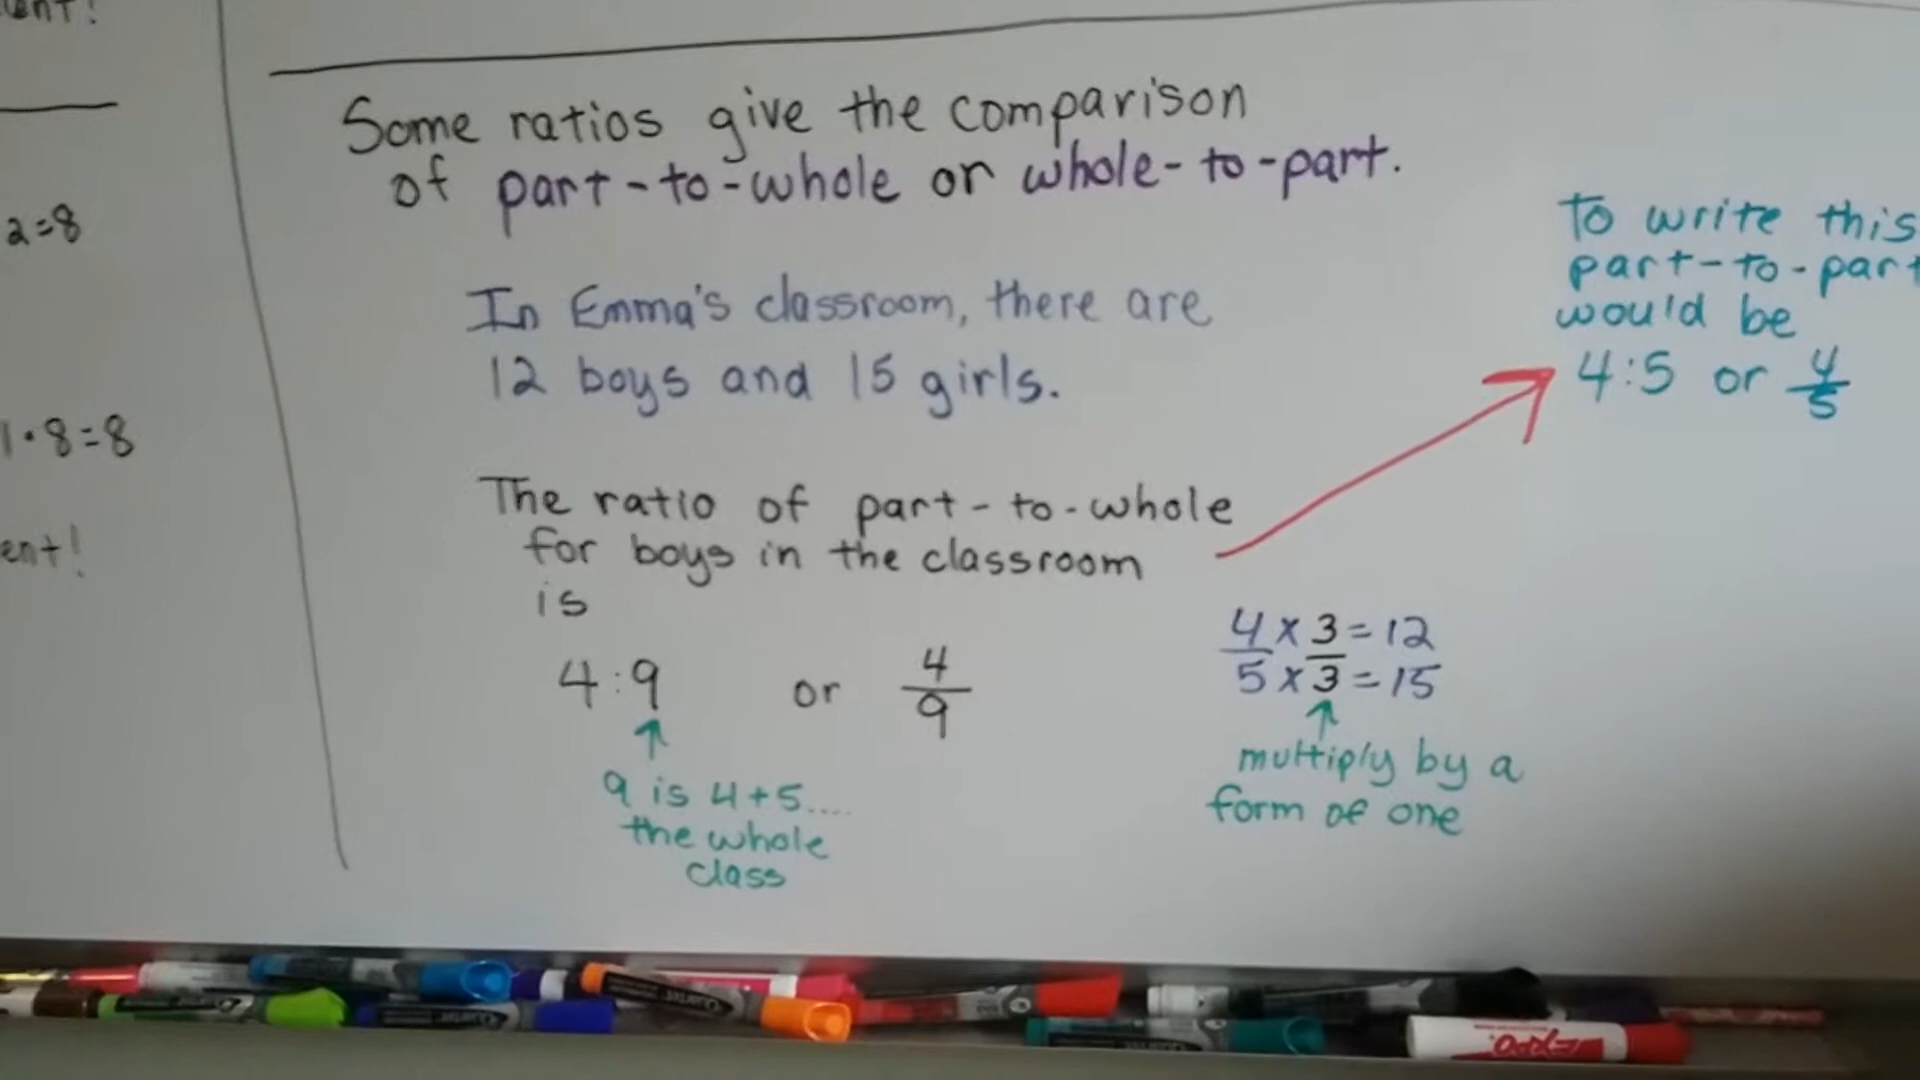 2=8
1·8=8
ent!
Some ratios give the comparison
of part-to-whole or whole-to-part.
In Emma's classroom, there are
12 boys and 15 girls.
The ratio of part-to-whole
for boys in the classroom
is
4:9 or 4/9
9 is 4+5....
the whole
class
To write this
part-to-part
would be
4:5 or 4/5
4 x 3 = 12
5 x 3 = 15
multiply by a
form of one
EXPO